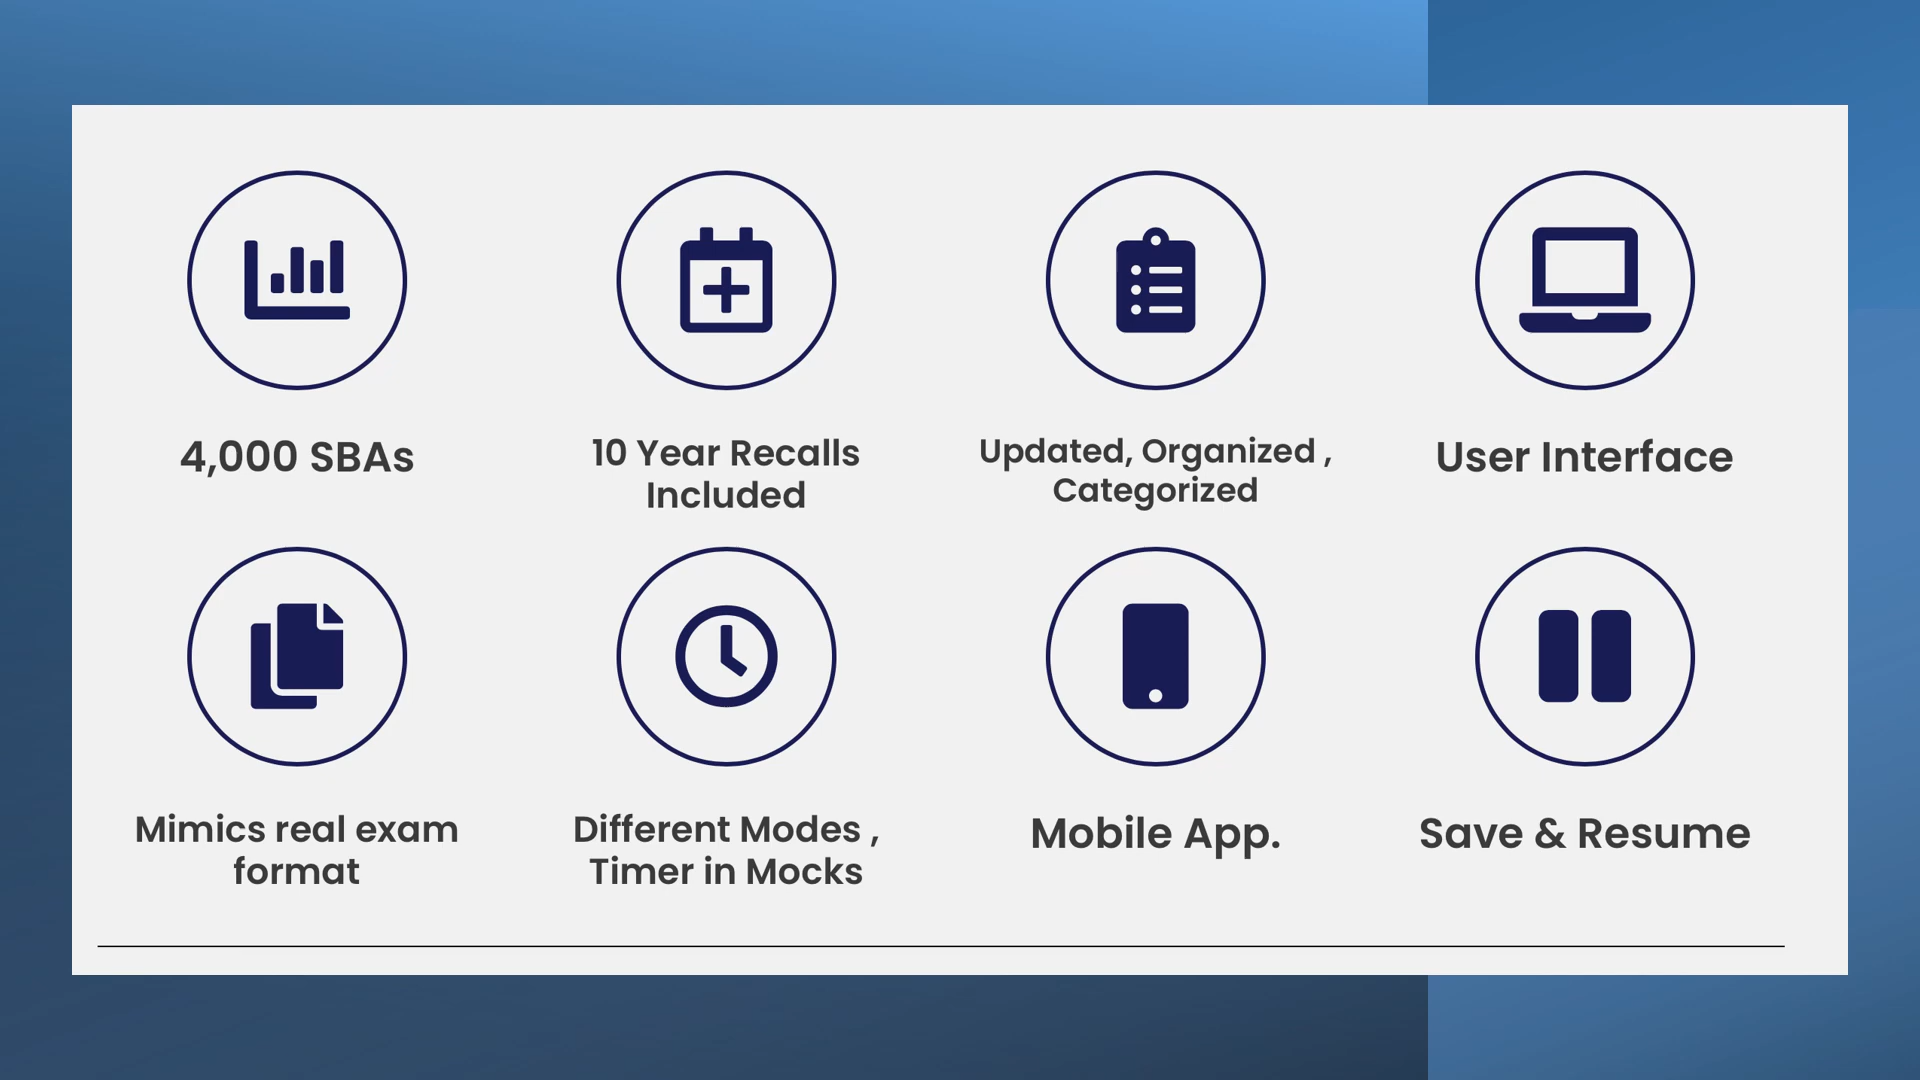 4,000 SBAs
10 Year Recalls
Included
Updated, Organized ,
Categorized
User Interface
Mimics real exam
format
Different Modes ,
Timer in Mocks
Mobile App.
Save & Resume